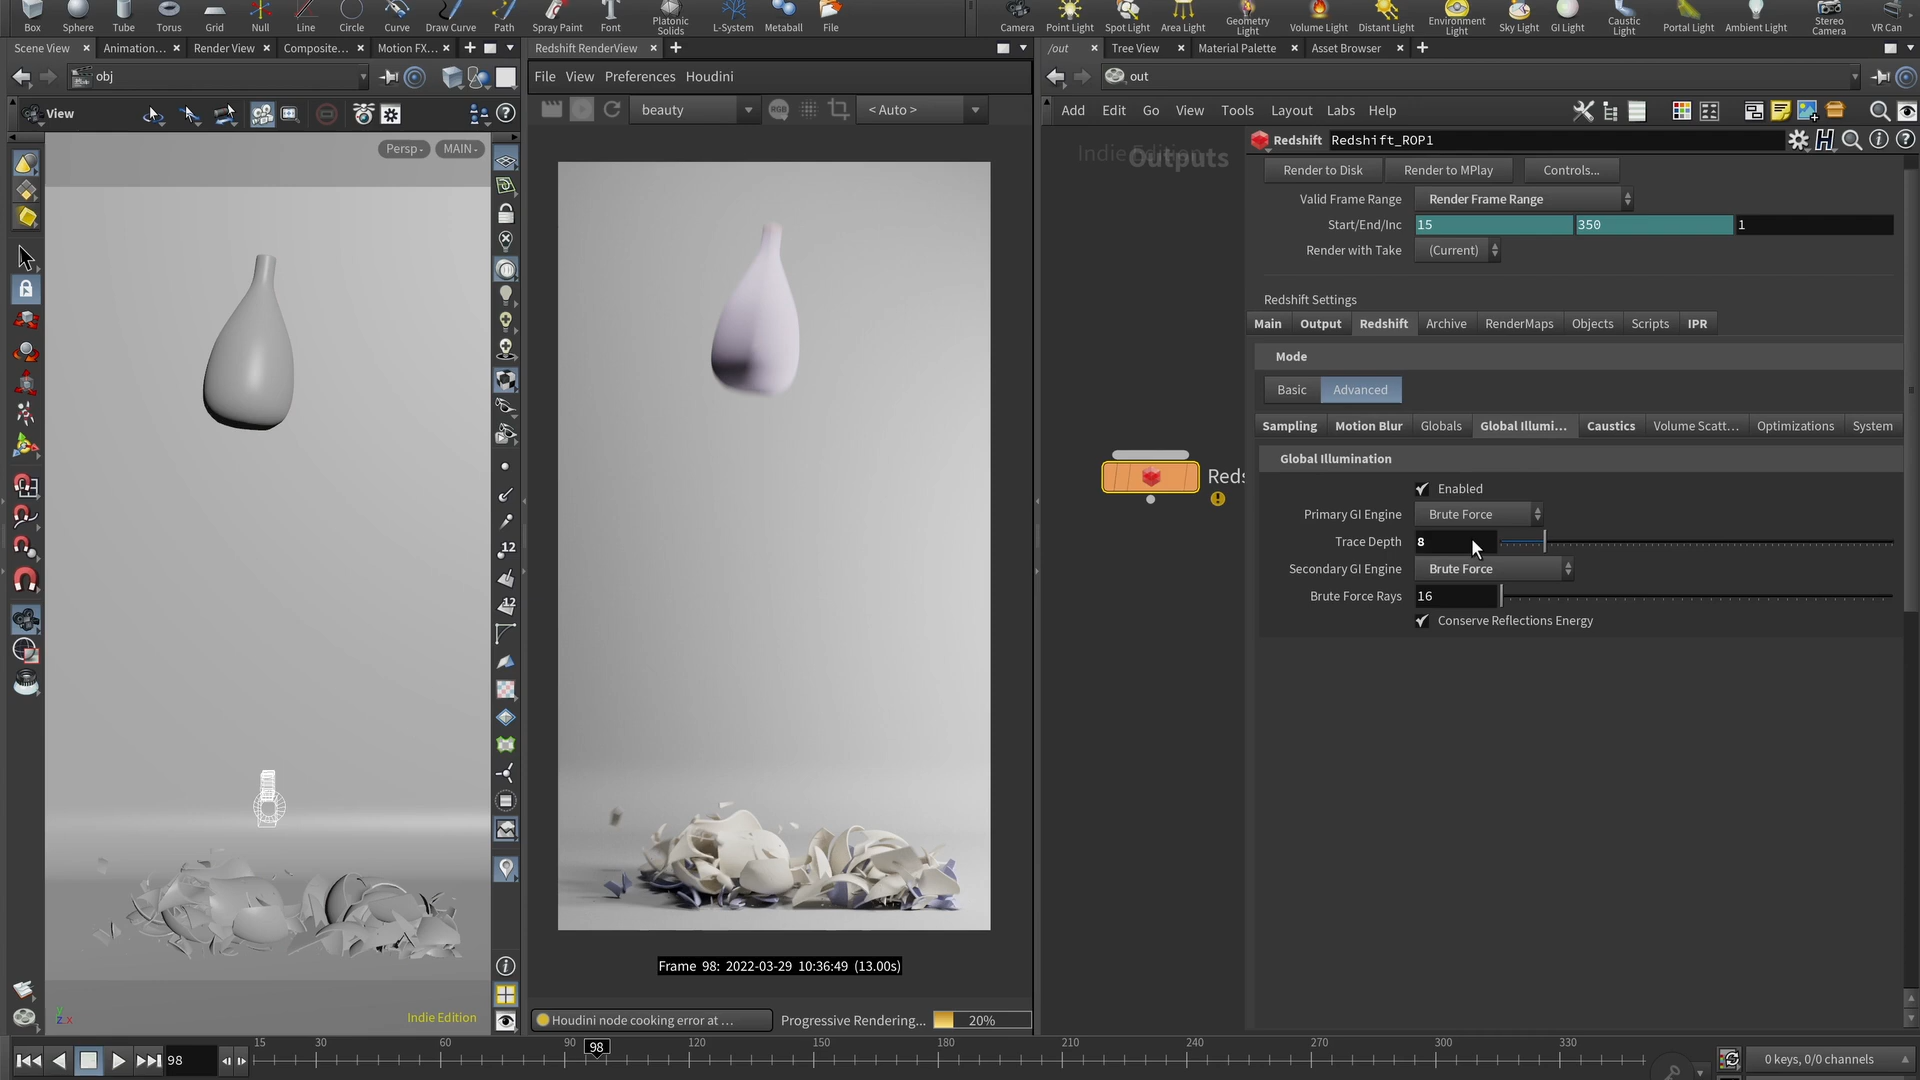 Box Sphere Tube Torus Grid Null Line Circle Curve Draw Curve Path Spray Paint Font Platonic Solids L-System Metaball File
Camera Point Light Spot Light Area Light Geometry Light Volume Light Distant Light Environment Light Sky Light GI Light Caustic Light Portal Light Ambient Light Stereo Camera VR Can
Scene View Animation... Render View Composite... Motion FX...
Redshift RenderView
/out Tree View Material Palette Asset Browser
obj
File View Preferences Houdini
out
View
beauty
RGB
< Auto >
Add Edit Go View Tools Layout Labs Help
Persp MAIN
Indie Edition
Outputs
Redshift Redshift_ROP1
Render to Disk Render to MPlay Controls...
Valid Frame Range Render Frame Range
Start/End/Inc 15 350 1
Render with Take (Current)
Redshift Settings
Main Output Redshift Archive RenderMaps Objects Scripts IPR
Mode
Basic Advanced
Sampling Motion Blur Globals Global Illumi... Caustics Volume Scatt... Optimizations System
Global Illumination
Enabled
Primary GI Engine Brute Force
Trace Depth 8
Secondary GI Engine Brute Force
Brute Force Rays 16
Conserve Reflections Energy
Reds
12
12
Frame 98: 2022-03-29 10:36:49 (13.00s)
Indie Edition
y
z x
Houdini node cooking error at ... Progressive Rendering... 20%
98
15 30 60 90 98 120 150 180 210 240 270 300 330
0 keys, 0/0 channels